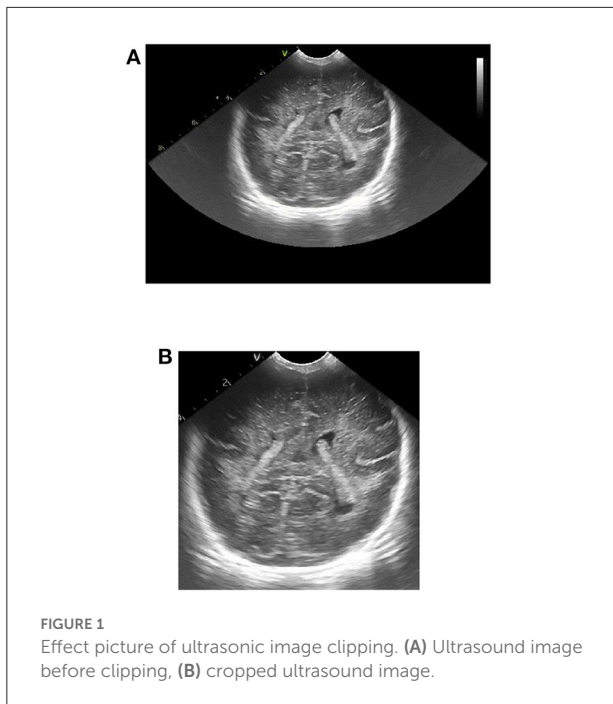 A
V
B
V
FIGURE 1
Effect picture of ultrasonic image clipping. (A) Ultrasound image
before clipping, (B) cropped ultrasound image.